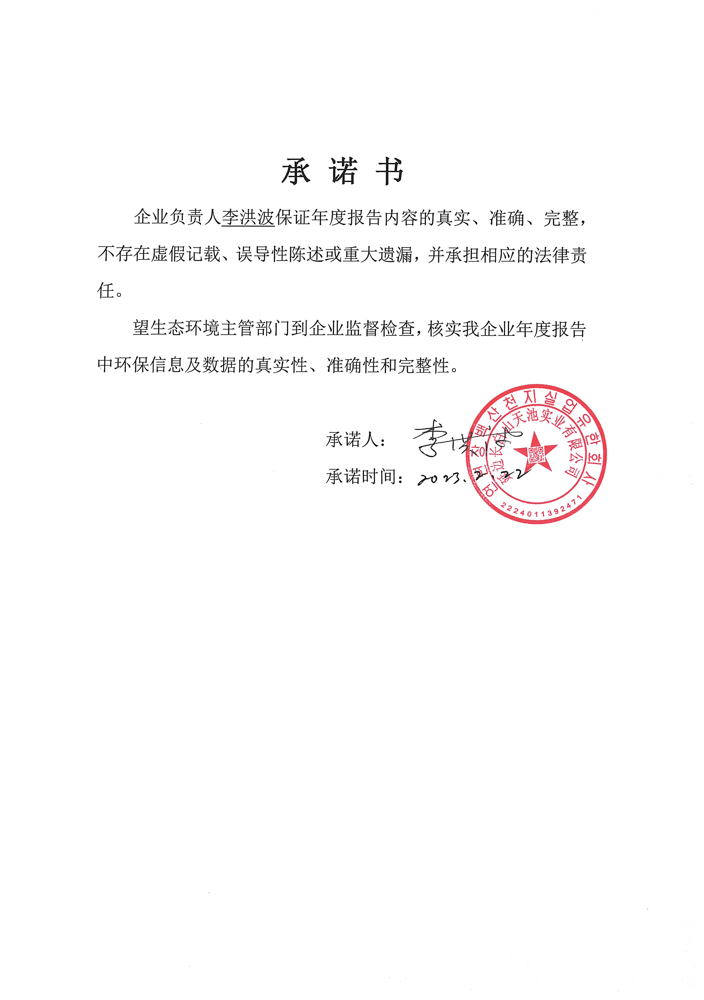 承诺书
企业负责人李洪波保证年度报告内容的真实、准确、完整，
不存在虚假记载、误导性陈述或重大遗漏，并承担相应的法律责
任。
望生态环境主管部门到企业监督检查，核实我企业年度报告
中环保信息及数据的真实性、准确性和完整性。
承诺人：李洪波
承诺时间：2023.2.22
연변장백산천지실업유한회사
延边长白山天池实业有限公司
2224011392471